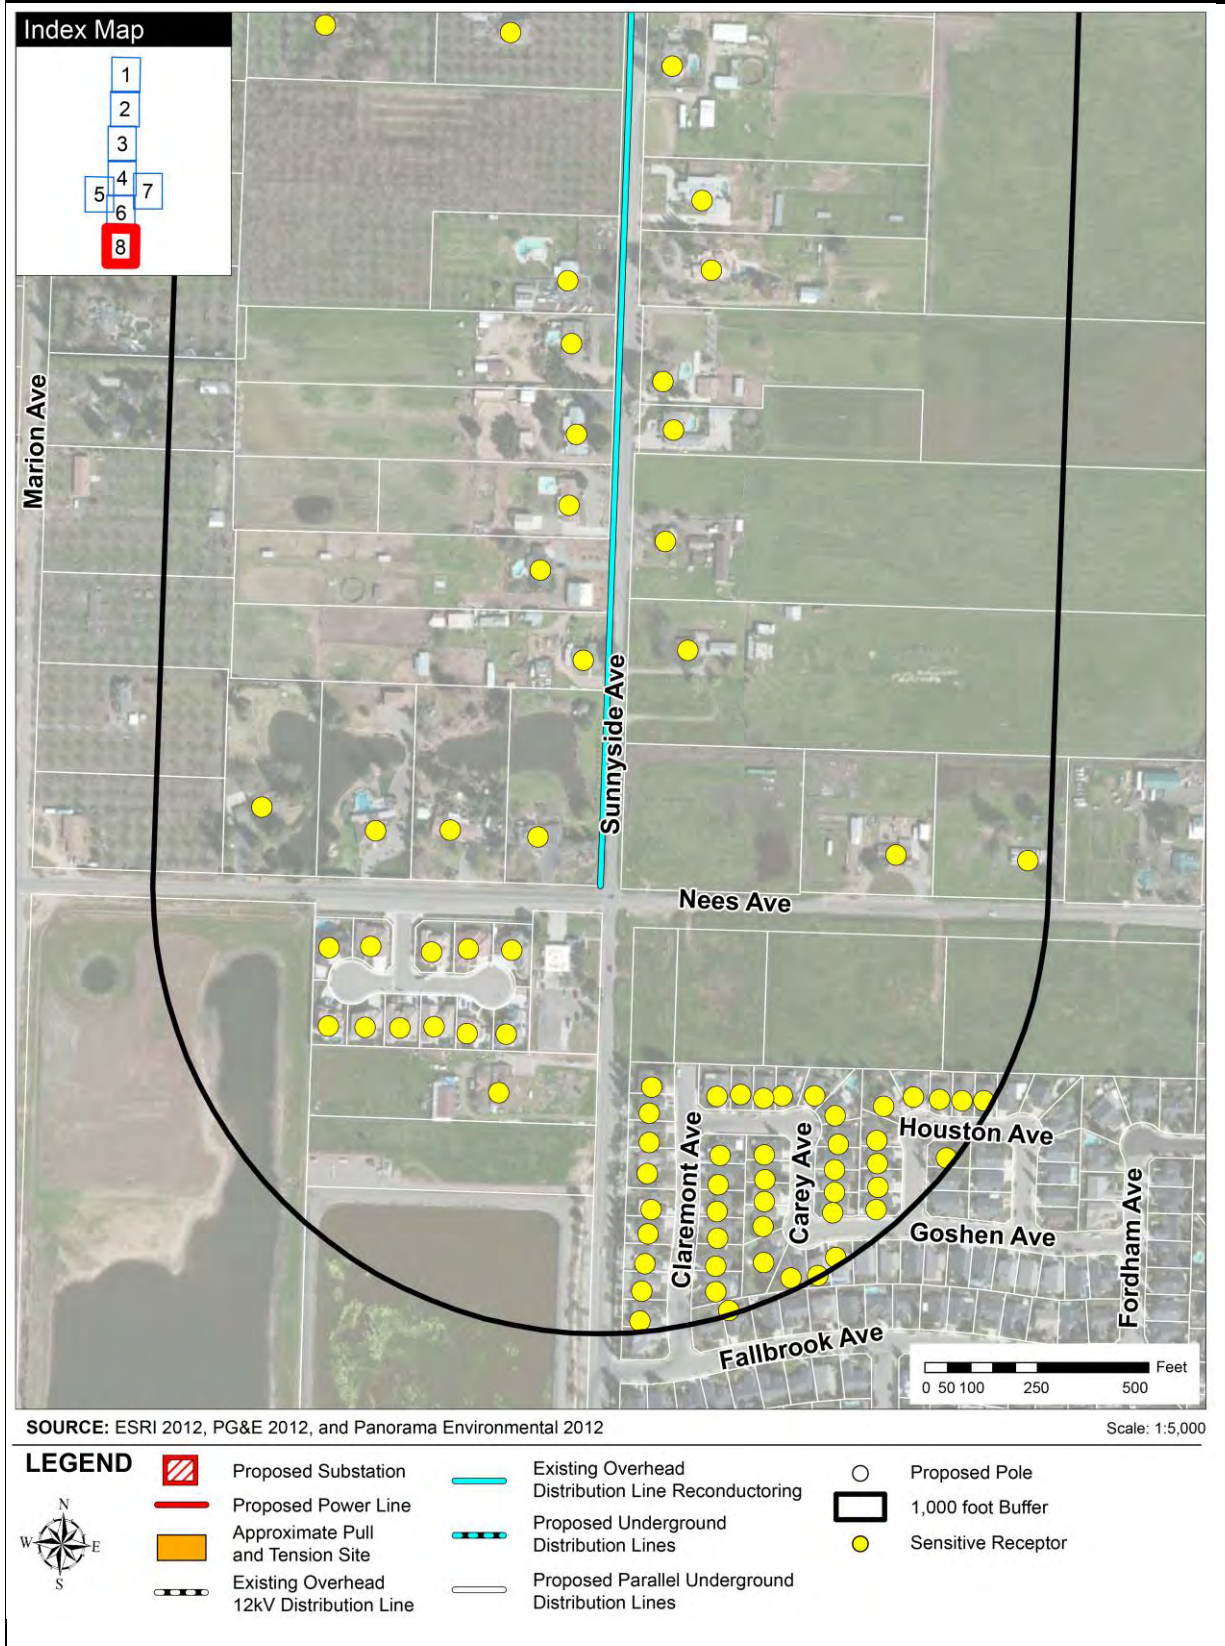 Index Map
1
2
3
4
5
7
6
8
Marion Ave
Sunnyside Ave
Nees Ave
Claremont Ave
Carey Ave
Houston Ave
Goshen Ave
Fordham Ave
Fallbrook Ave
Feet
0 50 100 250 500
SOURCE: ESRI 2012, PG&E 2012, and Panorama Environmental 2012
Scale: 1:5,000
LEGEND
N
W E
S
Proposed Substation
Proposed Power Line
Approximate Pull
and Tension Site
Existing Overhead
12kV Distribution Line
Existing Overhead
Distribution Line Reconductoring
Proposed Underground
Distribution Lines
Proposed Parallel Underground
Distribution Lines
Proposed Pole
1,000 foot Buffer
Sensitive Receptor